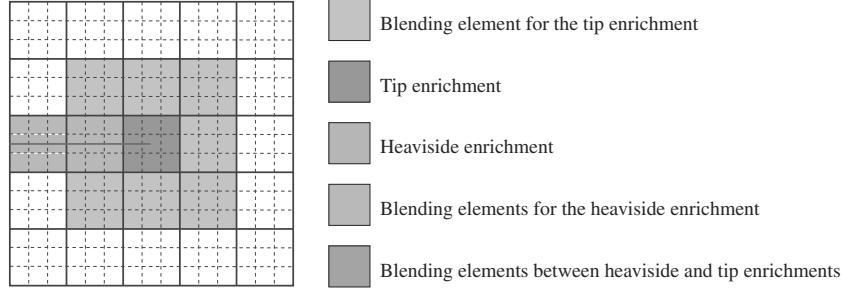 Blending element for the tip enrichment
Tip enrichment
Heaviside enrichment
Blending elements for the heaviside enrichment
Blending elements between heaviside and tip enrichments